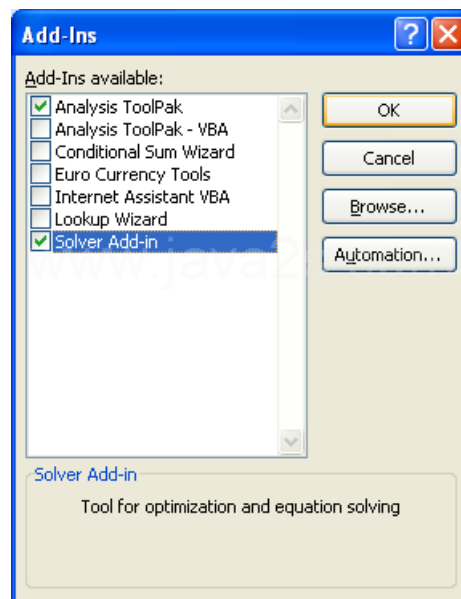 Add-Ins
Add-Ins available:
Analysis ToolPak
Analysis ToolPak - VBA
Conditional Sum Wizard
Euro Currency Tools
Internet Assistant VBA
Lookup Wizard
Solver Add-in
OK
Cancel
Browse...
Automation...
Solver Add-in
Tool for optimization and equation solving